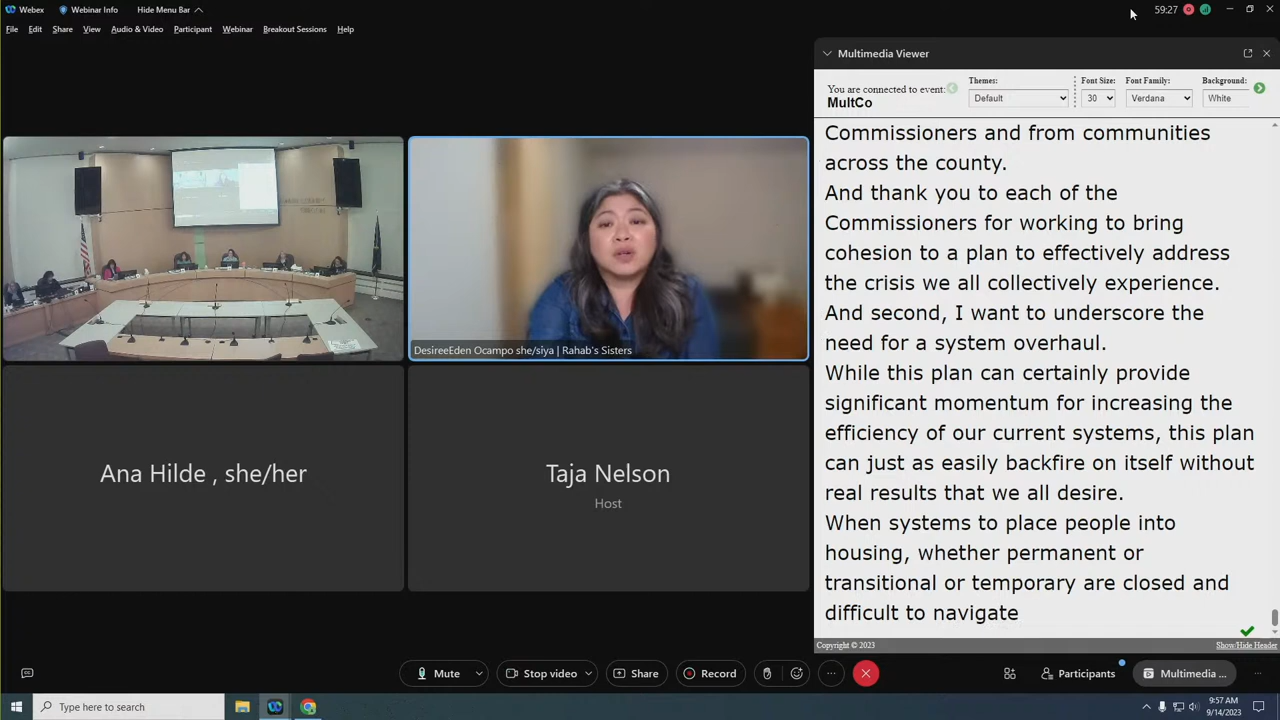 Webex
Webinar Info
Hide Menu Bar
59:27
File
Edit
Share
View
Audio & Video
Participant
Webinar
Breakout Sessions
Help
Multimedia Viewer
You are connected to event:
MultCo
Themes:
Default
Font Size:
30
Font Family:
Verdana
Background:
White
Commissioners and from communities
across the county.
And thank you to each of the
Commissioners for working to bring
cohesion to a plan to effectively address
the crisis we all collectively experience.
And second, I want to underscore the
need for a system overhaul.
While this plan can certainly provide
significant momentum for increasing the
efficiency of our current systems, this plan
can just as easily backfire on itself without
real results that we all desire.
When systems to place people into
housing, whether permanent or
transitional or temporary are closed and
difficult to navigate
DesireeEden Ocampo she/siya | Rahab's Sisters
Ana Hilde , she/her
Taja Nelson
Host
Copyright © 2023
Show/Hide Header
Mute
Stop video
Share
Record
Participants
Multimedia ...
Type here to search
9:57 AM
9/14/2023